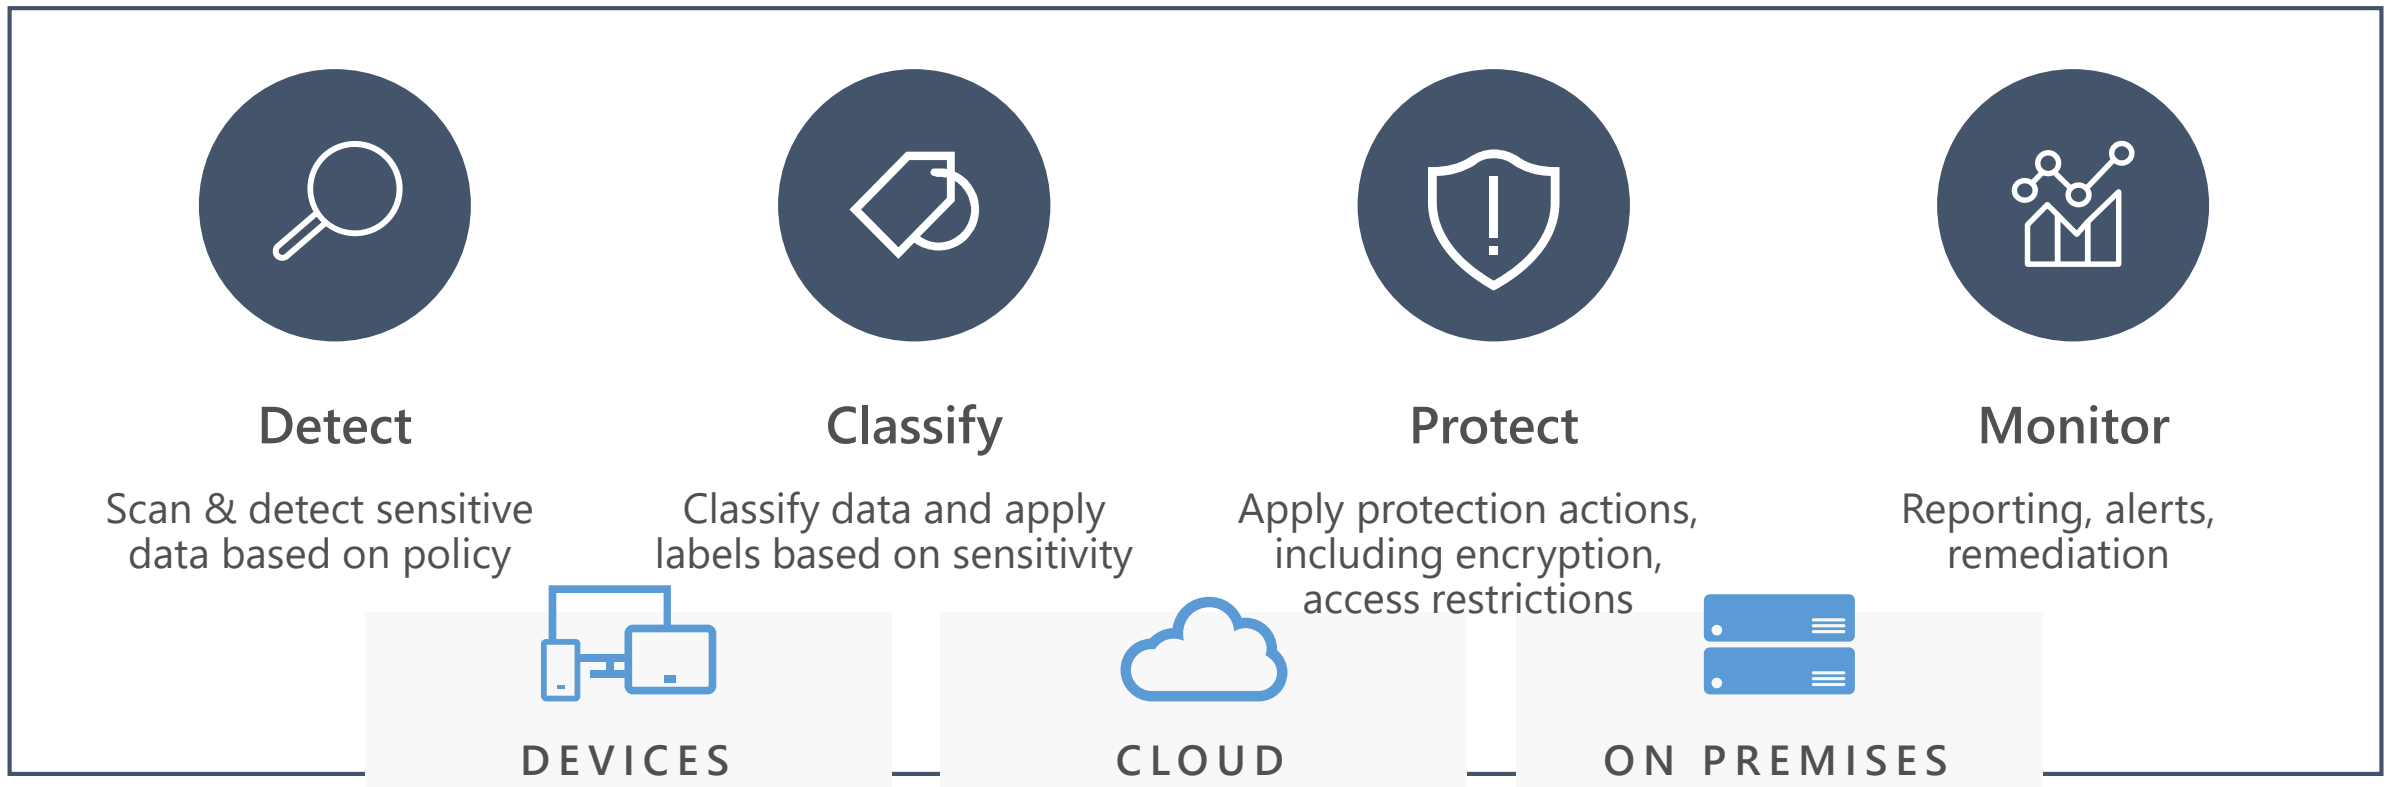 Detect
Scan & detect sensitive
data based on policy
Classify
Classify data and apply
labels based on sensitivity
Protect
Apply protection actions,
including encryption,
access restrictions
Monitor
Reporting, alerts,
remediation
DEVICES
CLOUD
ON PREMISES